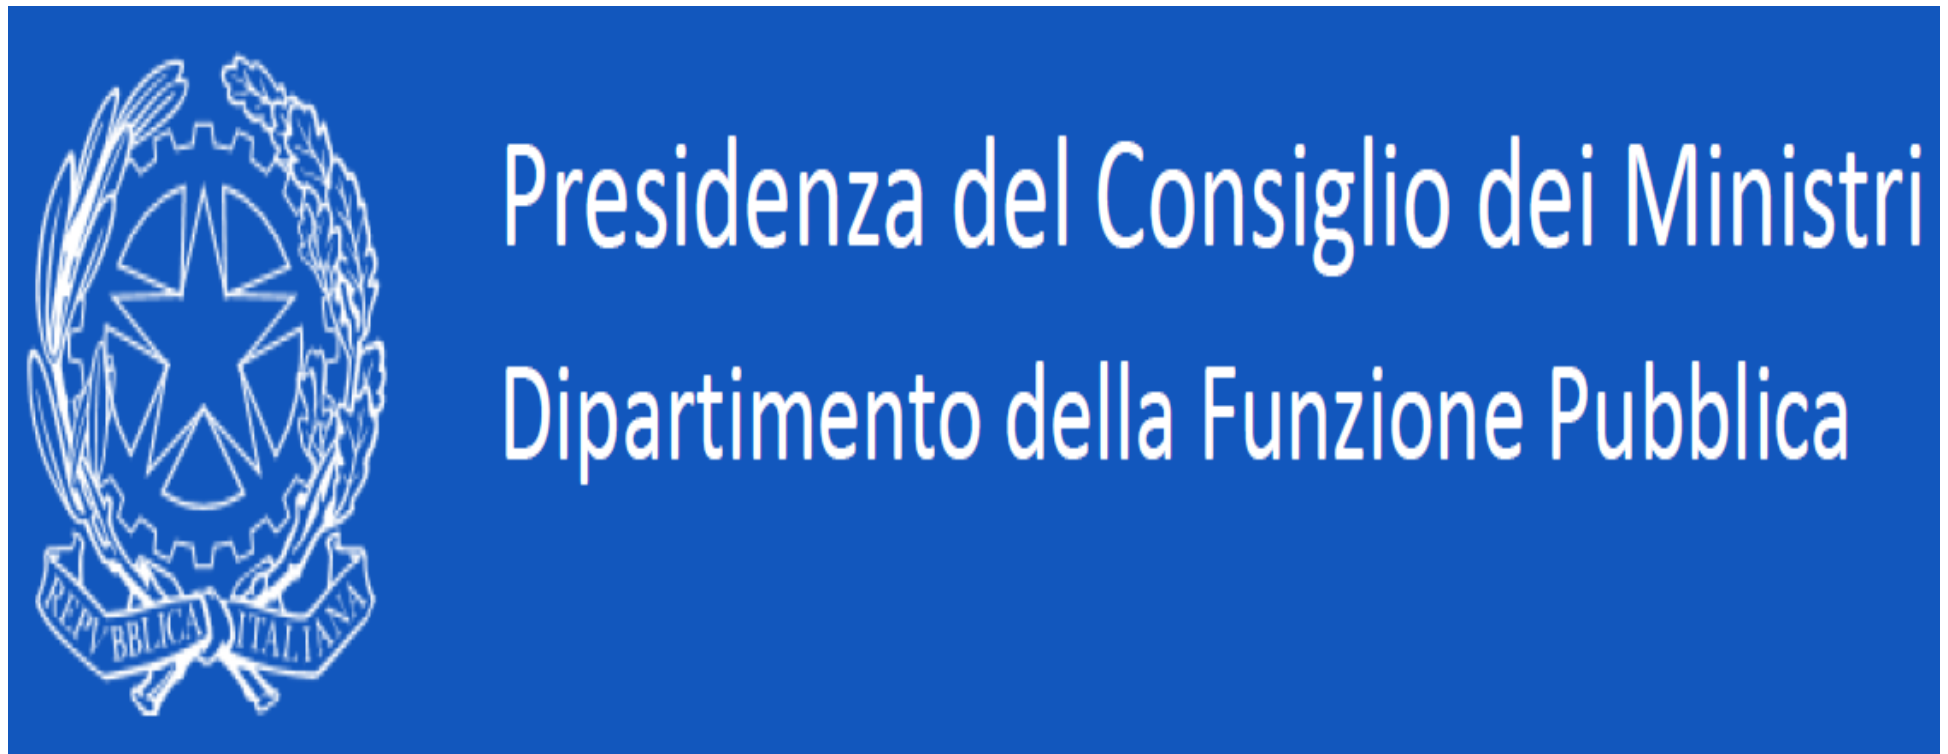 Presidenza del Consiglio dei Ministri
Dipartimento della Funzione Pubblica
REPVBBLICA ITALIANA